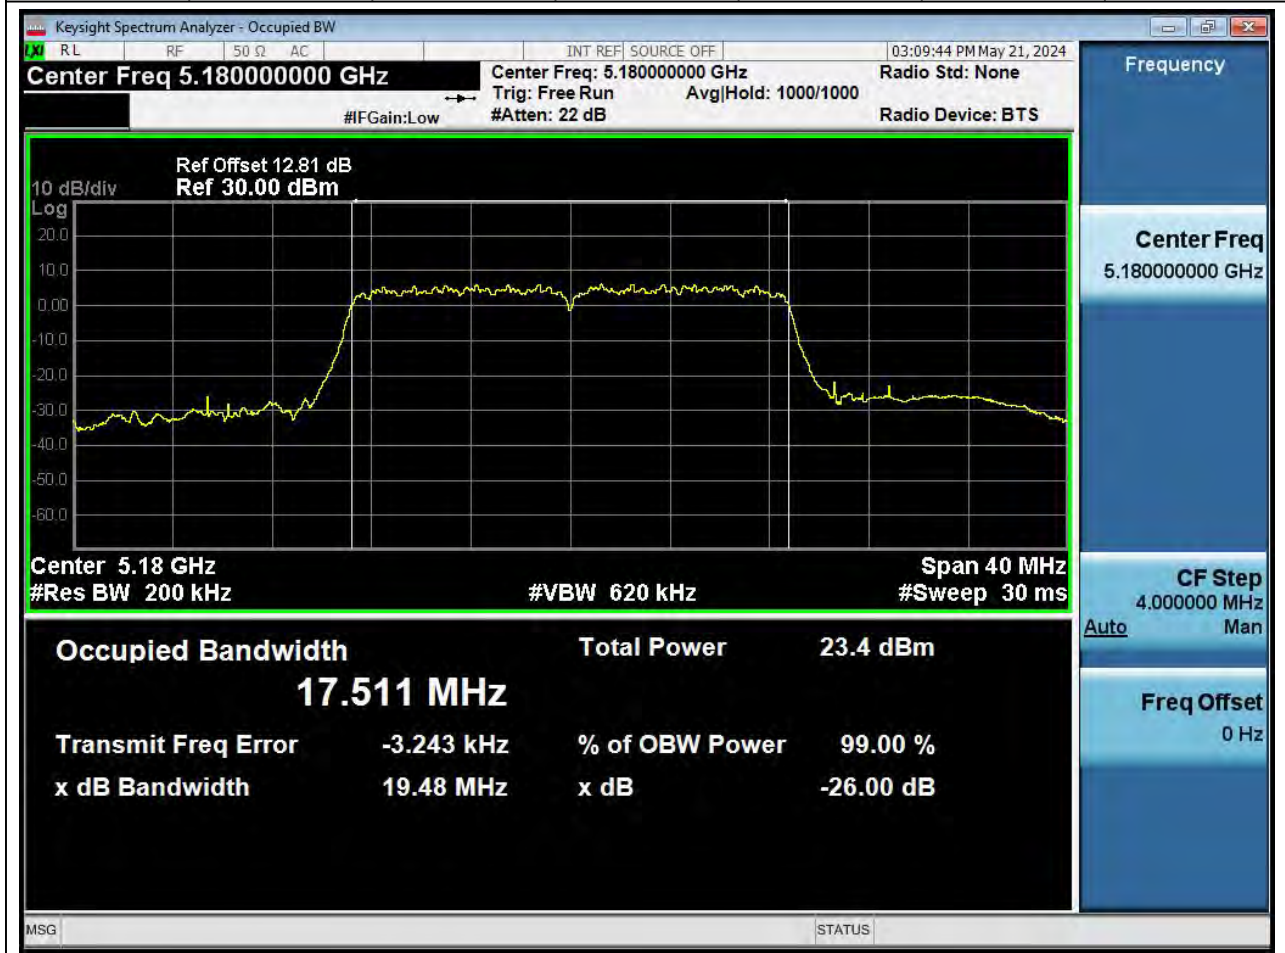 Keysight Spectrum Analyzer - Occupied BW
LXI RL RF 50 Ω AC INT REF SOURCE OFF 03:09:44 PM May 21, 2024
Center Freq 5.180000000 GHz
Center Freq: 5.180000000 GHz
Radio Std: None
Trig: Free Run Avg|Hold: 1000/1000
#IFGain:Low
#Atten: 22 dB
Radio Device: BTS
Ref Offset 12.81 dB
10 dB/div Ref 30.00 dBm
Log
20.0
10.0
0.00
-10.0
-20.0
-30.0
-40.0
-50.0
-60.0
Center 5.18 GHz Span 40 MHz
#Res BW 200 kHz #VBW 620 kHz #Sweep 30 ms
Occupied Bandwidth Total Power 23.4 dBm
17.511 MHz
Transmit Freq Error -3.243 kHz % of OBW Power 99.00 %
x dB Bandwidth 19.48 MHz x dB -26.00 dB
MSG STATUS
Frequency
Center Freq
5.180000000 GHz
CF Step
4.000000 MHz
Auto Man
Freq Offset
0 Hz